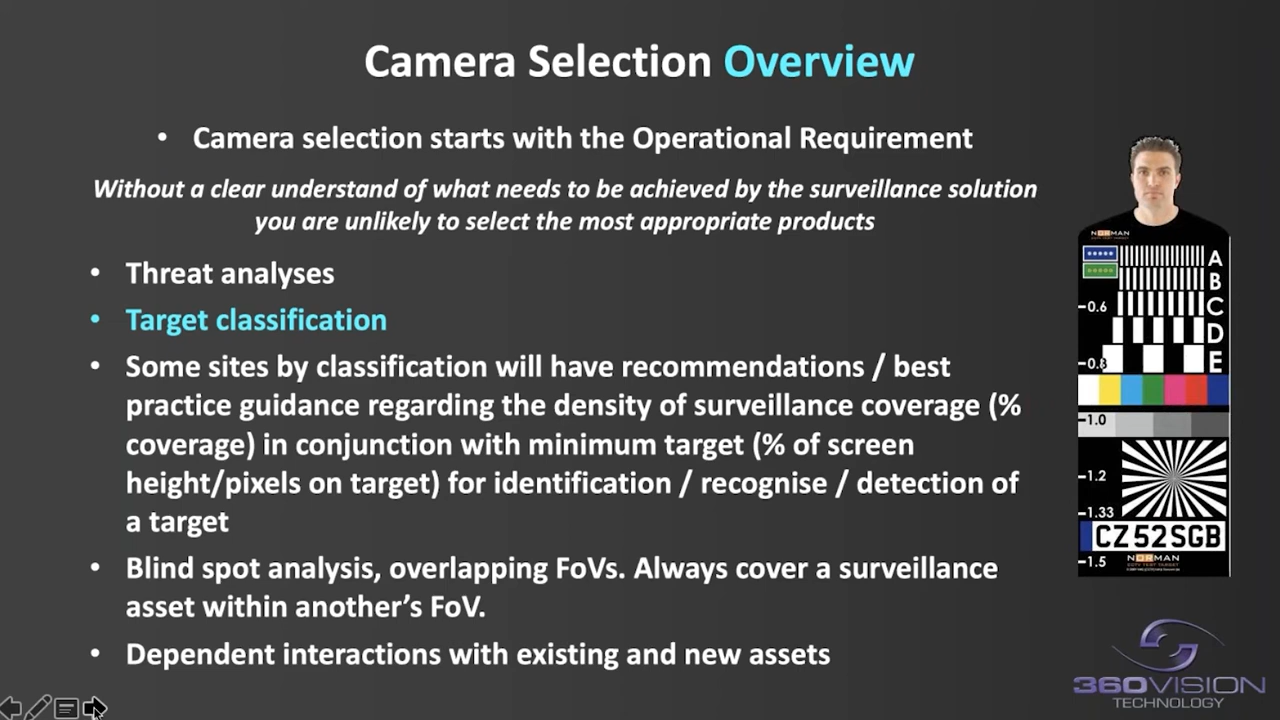 Camera Selection Overview
• Camera selection starts with the Operational Requirement
Without a clear understand of what needs to be achieved by the surveillance solution
you are unlikely to select the most appropriate products
• Threat analyses
• Target classification
• Some sites by classification will have recommendations / best
practice guidance regarding the density of surveillance coverage (%
coverage) in conjunction with minimum target (% of screen
height/pixels on target) for identification / recognise / detection of
a target
• Blind spot analysis, overlapping FoVs. Always cover a surveillance
asset within another’s FoV.
• Dependent interactions with existing and new assets
NORMAN
A
B
0.6 C
D
0.8 E
1.0
1.2
1.33
CZ52SGB
NORMAN
1.5
360VISION
TECHNOLOGY